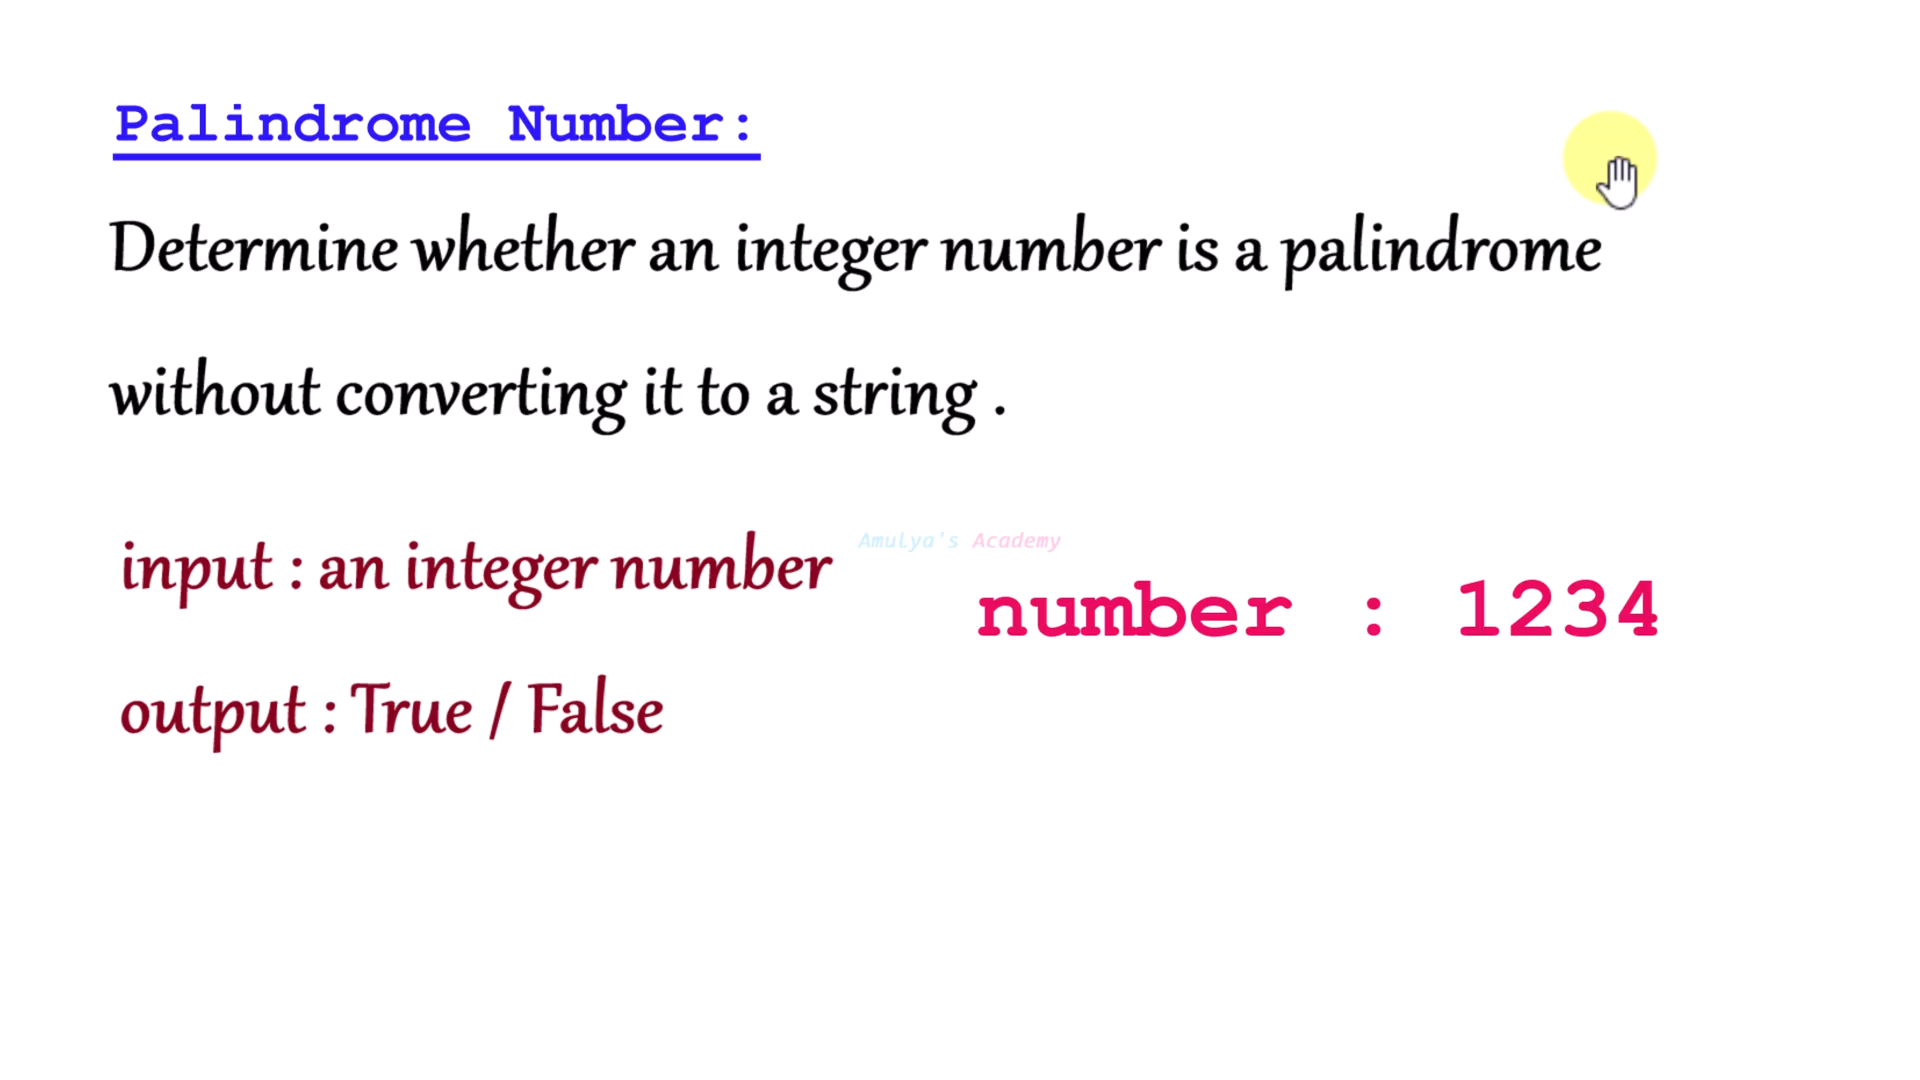 Palindrome Number:
Determine whether an integer number is a palindrome
without converting it to a string .
input : an integer number
Amulya's Academy
number : 1234
output : True / False